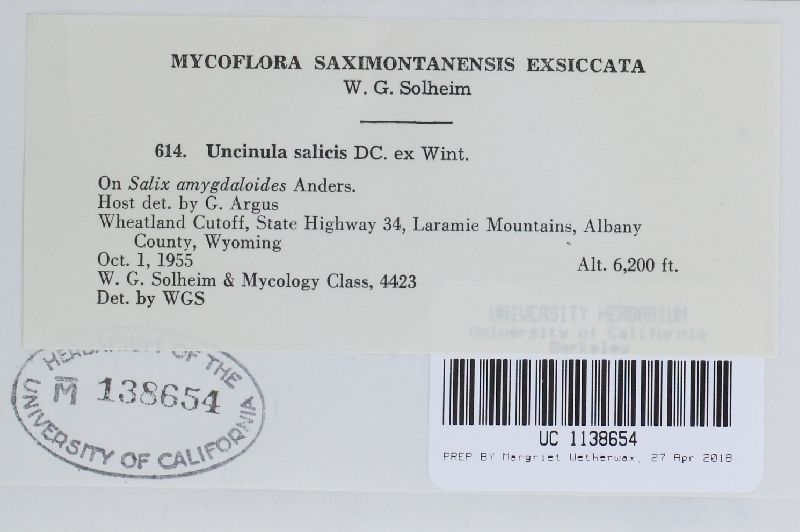 MYCOFLORA SAXIMONTANENSIS EXSICCATA
W. G. Solheim
614. Uncinula salicis DC. ex Wint.
On Salix amygdaloides Anders.
Host det. by G. Argus
Wheatland Cutoff, State Highway 34, Laramie Mountains, Albany
County, Wyoming
Oct. 1, 1955
Alt. 6,200 ft.
W. G. Solheim & Mycology Class, 4423
Det. by WGS
UNIVERSITY HERBARIUM
University of California
Berkeley
HERBARIUM OF THE
M 138654
UNIVERSITY OF CALIFORNIA
UC 1138654
PREP BY Margriet Wetherwax, 27 Apr 2018